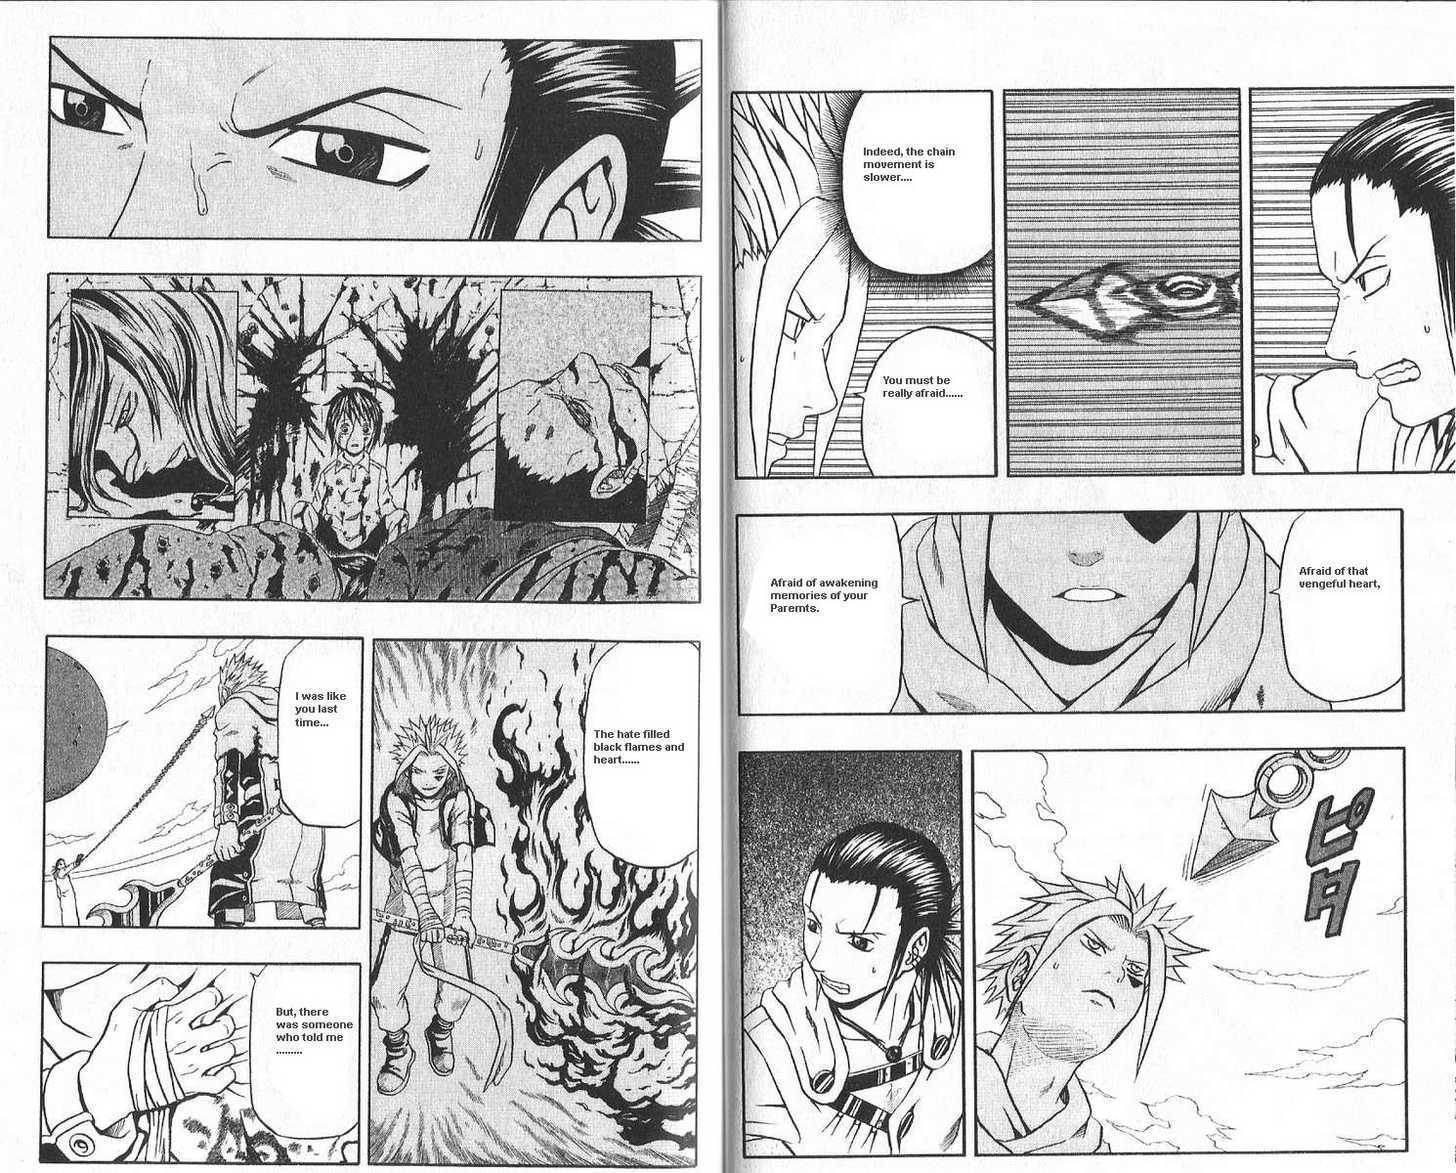 Indeed, the chain
movement is
slower....
You must be
really afraid......
Afraid of that
vengeful heart,
Afraid of awakening
memories of your
Paremts.
ピタ
The hate filled
black flames and
heart......
I was like
you last
time...
But, there
was someone
who told me
.........